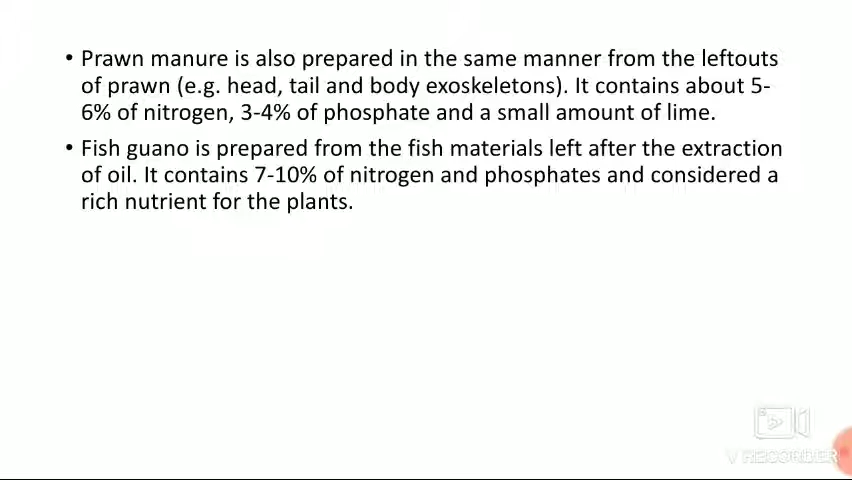 • Prawn manure is also prepared in the same manner from the leftouts
of prawn (e.g. head, tail and body exoskeletons). It contains about 5-
6% of nitrogen, 3-4% of phosphate and a small amount of lime.
• Fish guano is prepared from the fish materials left after the extraction
of oil. It contains 7-10% of nitrogen and phosphates and considered a
rich nutrient for the plants.
V RECORDER